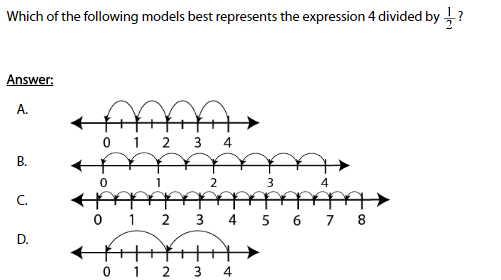 Which of the following models best represents the expression 4 divided by 1/2 ?
Answer:
A.
0 1 2 3 4
B.
0 1 2 3 4
C.
0 1 2 3 4 5 6 7 8
D.
0 1 2 3 4